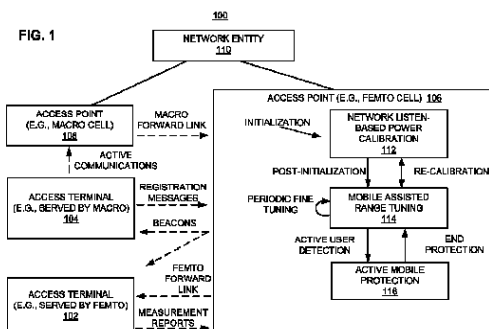 100
FIG. 1
NETWORK ENTITY
110
ACCESS POINT (E.G., FEMTO CELL) 106
ACCESS POINT
(E.G., MACRO CELL)
108
MACRO
FORWARD LINK
INITIALIZATION
NETWORK LISTEN-
BASED POWER
CALIBRATION
112
ACTIVE
COMMUNICATIONS
POST-INITIALIZATION
RE-CALIBRATION
ACCESS TERMINAL
(E.G., SERVED BY MACRO)
104
REGISTRATION
MESSAGES
BEACONS
PERIODIC FINE
TUNING
MOBILE ASSISTED
RANGE TUNING
114
ACTIVE USER
DETECTION
END
PROTECTION
FEMTO
FORWARD
LINK
ACCESS TERMINAL
(E.G., SERVED BY FEMTO)
102
MEASUREMENT
REPORTS
ACTIVE MOBILE
PROTECTION
116